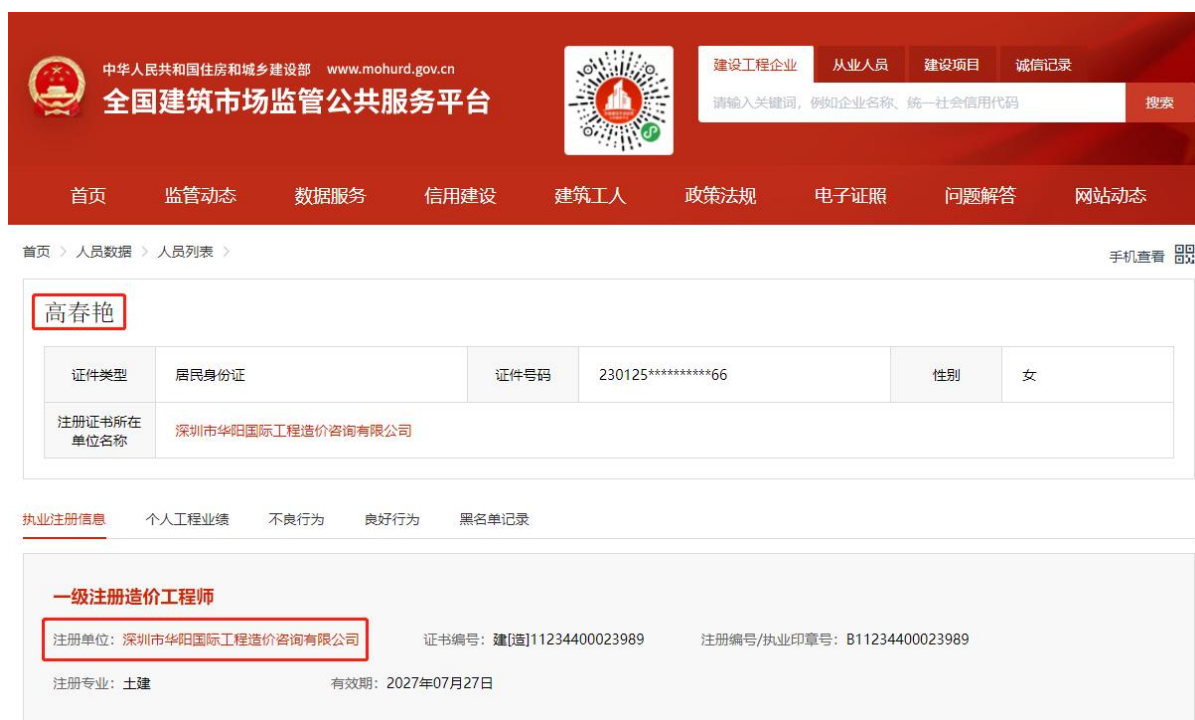 中华人民共和国住房和城乡建设部 www.mohurd.gov.cn
全国建筑市场监管公共服务平台
建设工程企业 从业人员 建设项目 诚信记录
请输入关键词，例如企业名称、统一社会信用代码 搜索
首页 监管动态 数据服务 信用建设 建筑工人 政策法规 电子证照 问题解答 网站动态
首页 > 人员数据 > 人员列表 >
手机查看
高春艳
证件类型 居民身份证 证件号码 230125**********66 性别 女
注册证书所在
单位名称
深圳市华阳国际工程造价咨询有限公司
执业注册信息 个人工程业绩 不良行为 良好行为 黑名单记录
一级注册造价工程师
注册单位：深圳市华阳国际工程造价咨询有限公司 证书编号：建[造]11234400023989 注册编号/执业印章号：B11234400023989
注册专业：土建 有效期：2027年07月27日